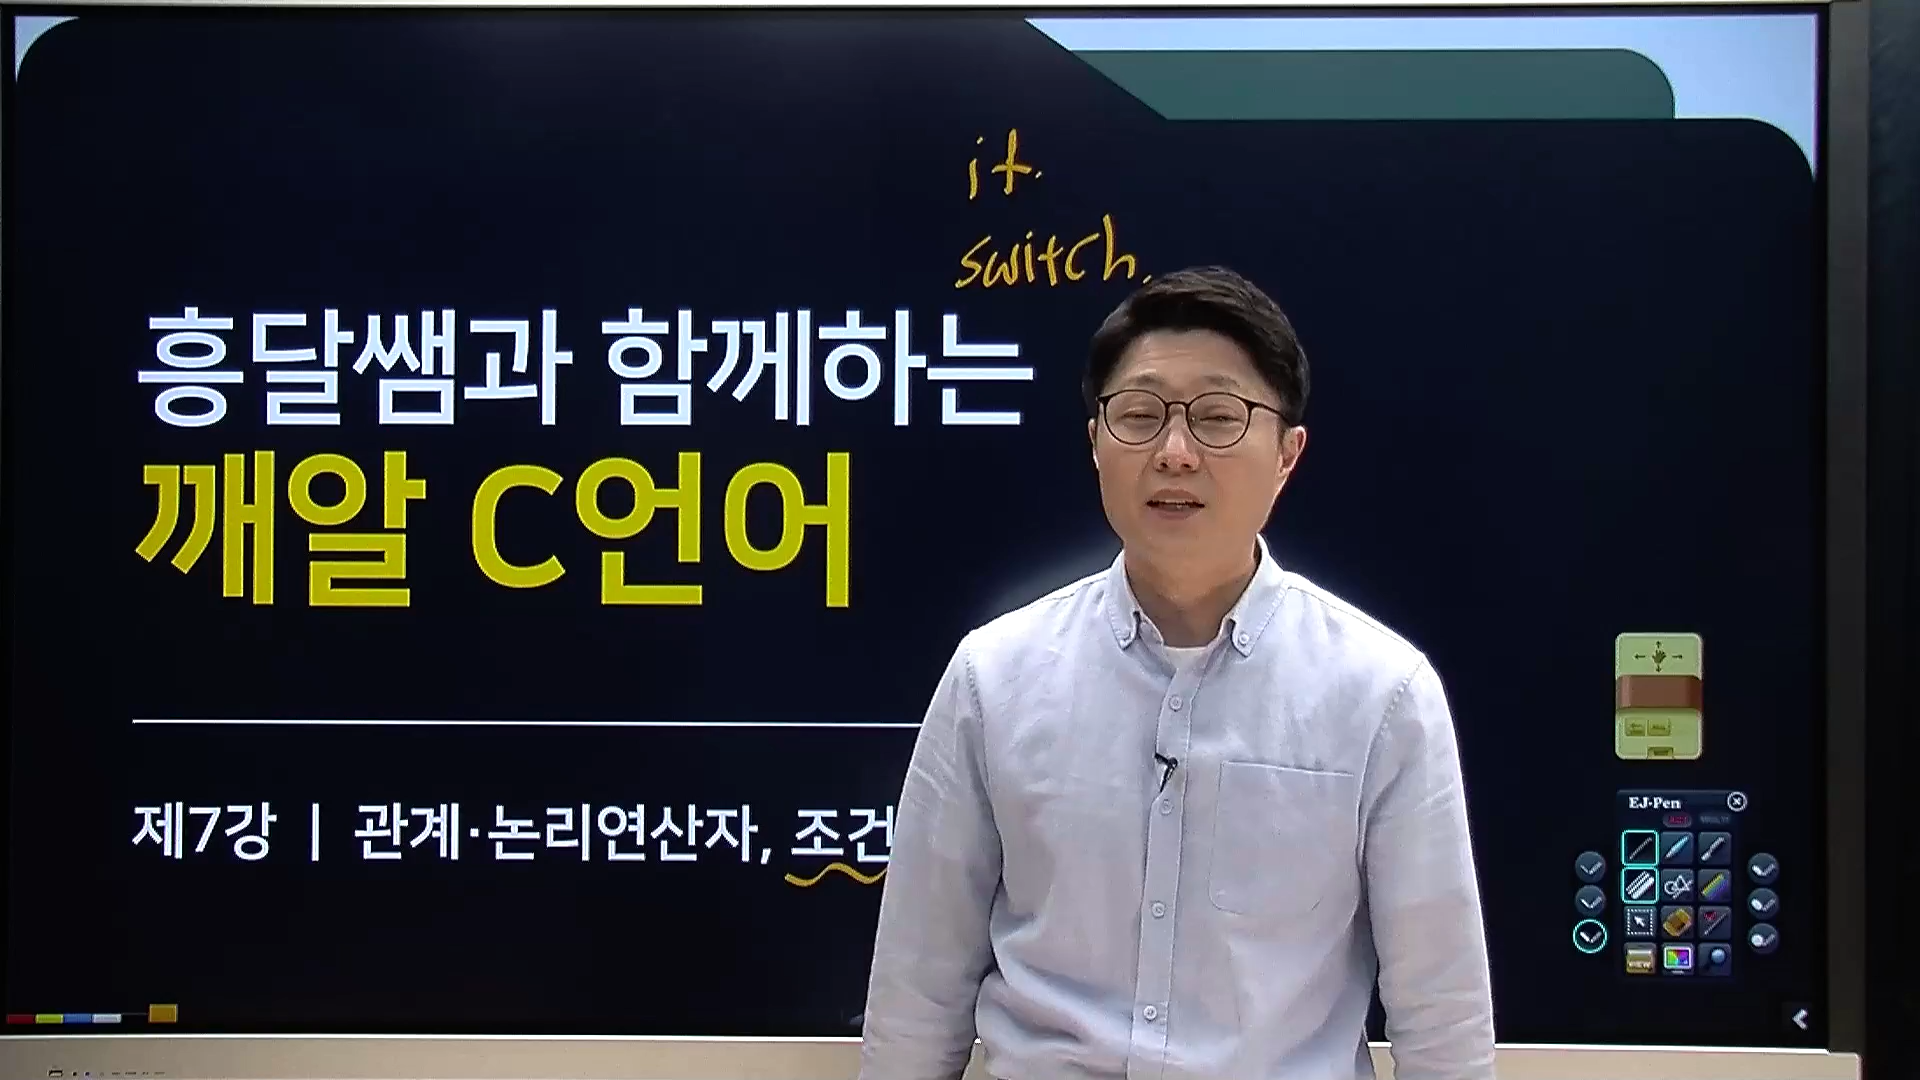 it.
switch.
흥달쌤과 함께하는
깨알 C언어
제7강 | 관계·논리연산자, 조건
EJ-Pen